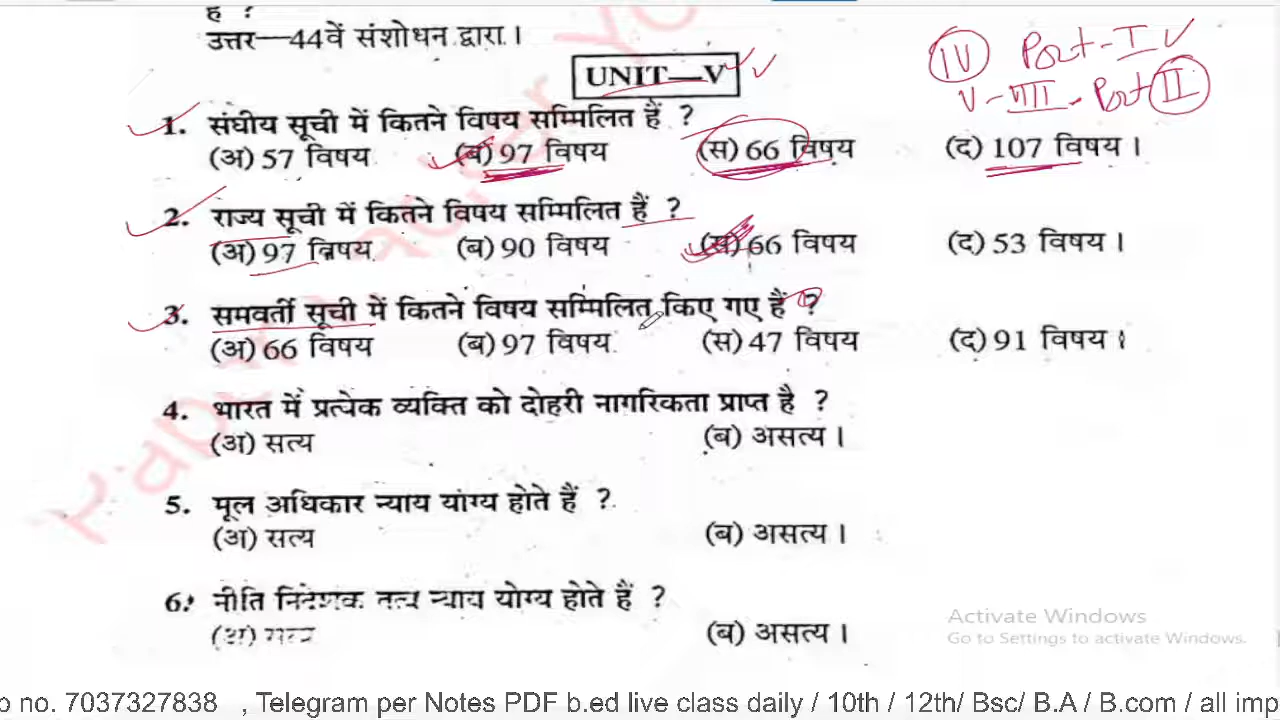 है ?
उत्तर—44वें संशोधन द्वारा।
UNIT—V
IV Part - I
V - VIII - Part II
1. संघीय सूची में कितने विषय सम्मिलित हैं ?
(अ) 57 विषय (ब) 97 विषय (स) 66 विषय (द) 107 विषय।
2. राज्य सूची में कितने विषय सम्मिलित हैं ?
(अ) 97 विषय (ब) 90 विषय (स) 66 विषय (द) 53 विषय।
3. समवर्ती सूची में कितने विषय सम्मिलित किए गए हैं ?
(अ) 66 विषय (ब) 97 विषय (स) 47 विषय (द) 91 विषय।
4. भारत में प्रत्येक व्यक्ति को दोहरी नागरिकता प्राप्त है ?
(अ) सत्य (ब) असत्य।
5. मूल अधिकार न्याय योग्य होते हैं ?
(अ) सत्य (ब) असत्य।
6. नीति निदेशक तत्व न्याय योग्य होते हैं ?
(अ) सत्य (ब) असत्य।
Activate Windows
Go to Settings to activate Windows.
no. 7037327838 , Telegram per Notes PDF b.ed live class daily / 10th / 12th/ Bsc/ B.A / B.com / all imp